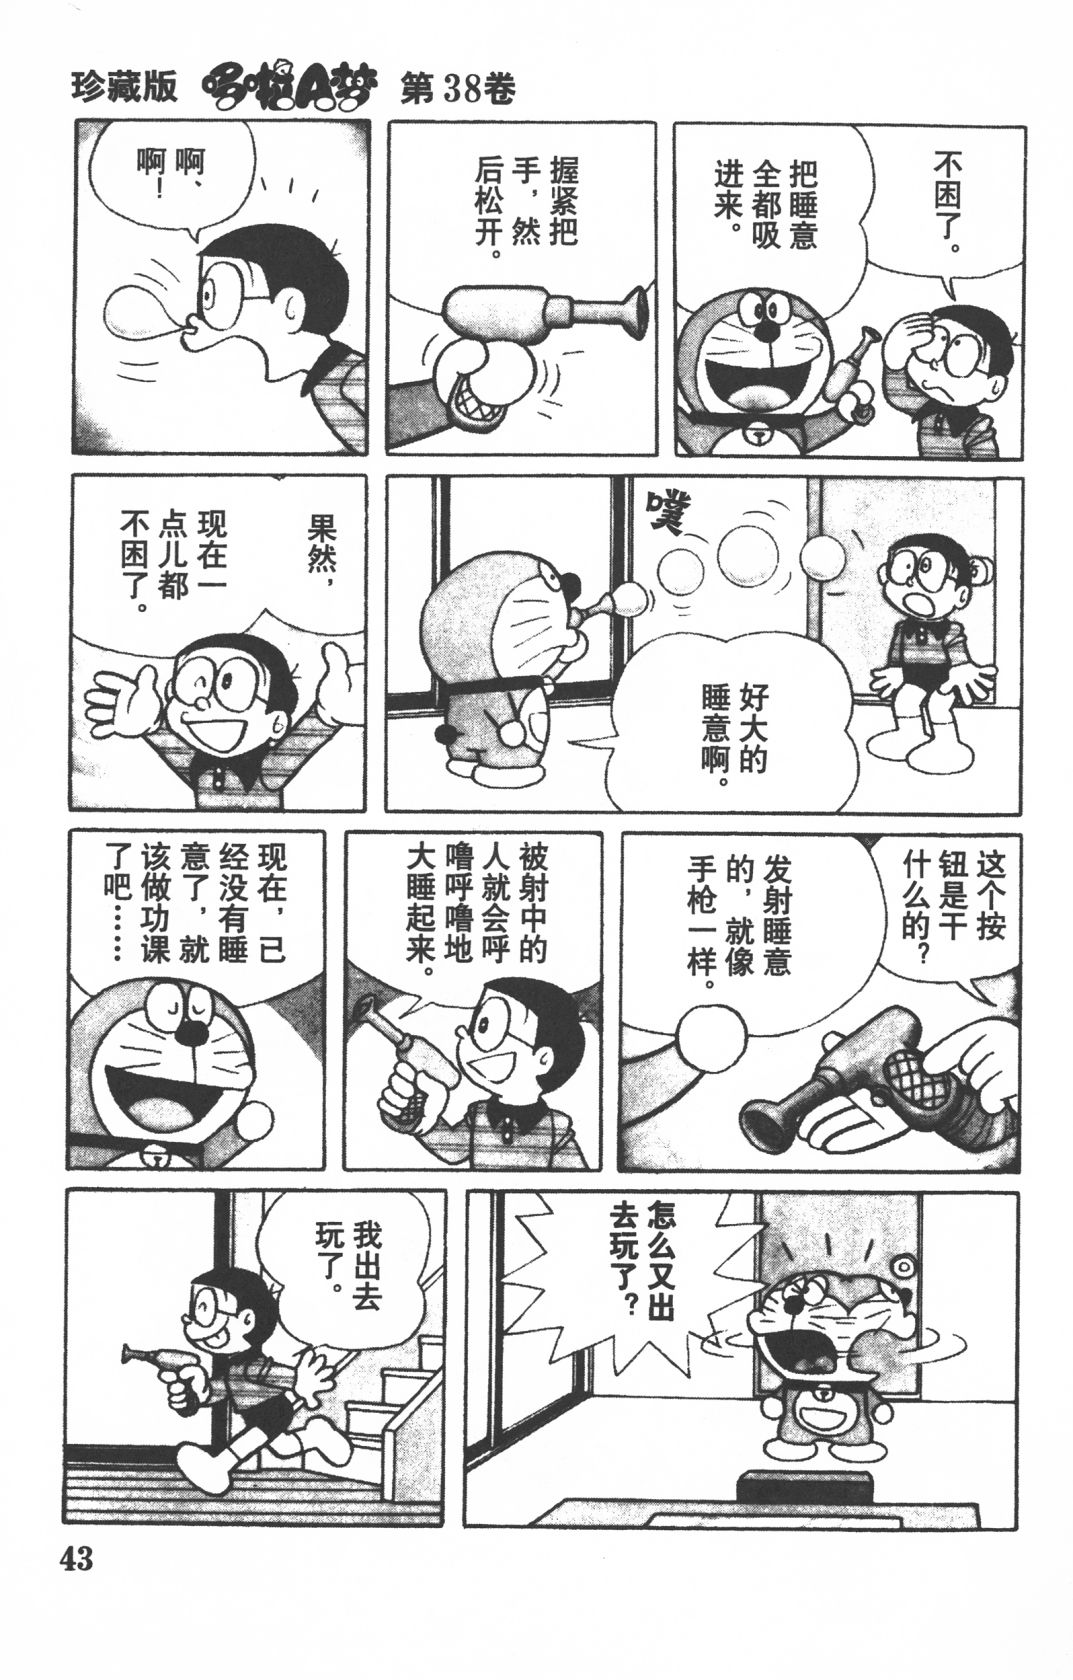 珍藏版 哆啦A梦 第38卷
不困了。
把睡意
全都吸
进来。
握紧把
手，然
后松开。
啊、
啊！
噗
好大的
睡意啊。
果然，
现在一
点儿都
不困了。
这个按
钮是干
什么的？
发射睡意
的，就像
手枪一样。
被射中的
人就会呼
噜呼噜地
大睡起来。
现在，已
经没有睡
意了，就
该做功课
了吧……
怎么又出
去玩了？
我出去
玩了。
43